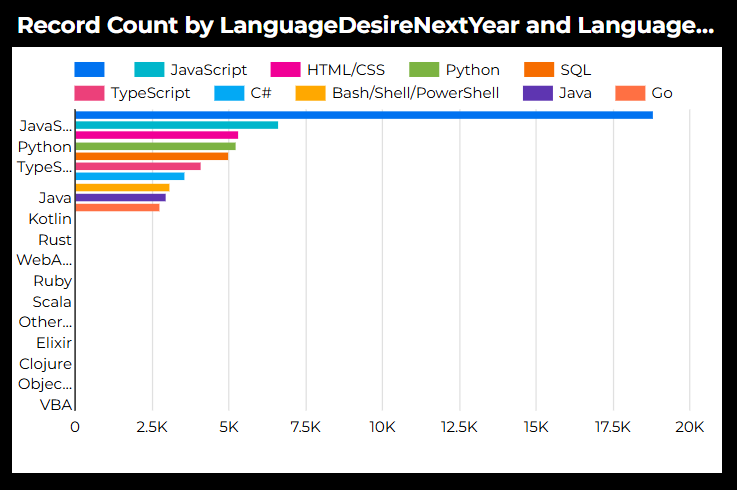 Record Count by LanguageDesireNextYear and Language...
JavaScript HTML/CSS Python SQL
TypeScript C# Bash/Shell/PowerShell Java Go
JavaS...
Python
TypeS...
Java
Kotlin
Rust
WebA...
Ruby
Scala
Other...
Elixir
Clojure
Objec...
VBA
0 2.5K 5K 7.5K 10K 12.5K 15K 17.5K 20K